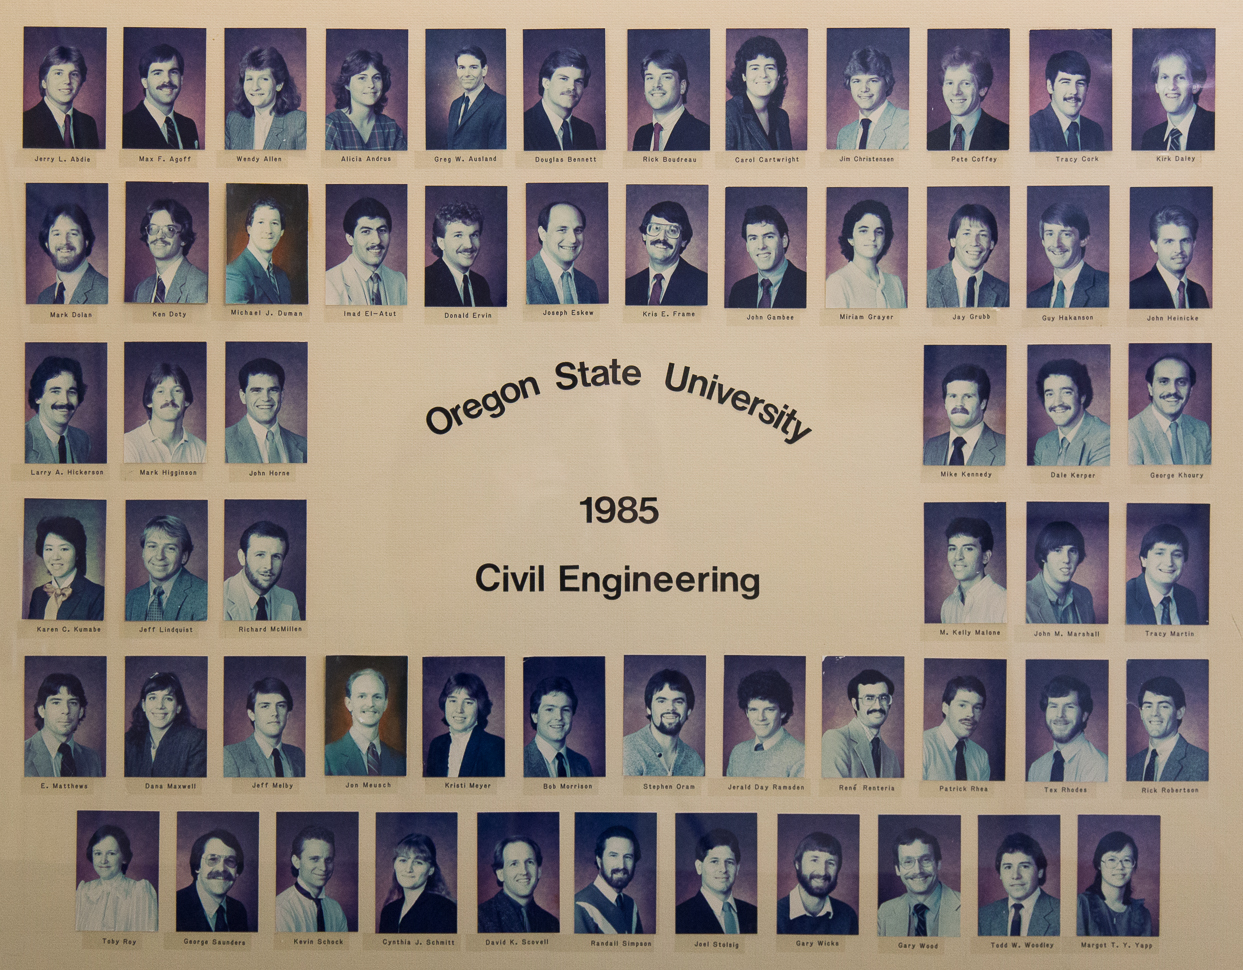 Jerry L. Abdie
Max F. Agoff
Wendy Allen
Alicia Andrus
Greg W. Ausland
Douglas Bennett
Rick Boudreau
Carol Cartwright
Jim Christensen
Pete Coffey
Tracy Cork
Kirk Daley
Mark Dolan
Ken Doty
Michael J. Duman
Imad El-Atut
Donald Ervin
Joseph Eskew
Kris E. Frame
John Gambee
Miriam Grayer
Jay Grubb
Guy Hakanson
John Heinicke
Oregon State University
Larry A. Hickerson
Mark Higginson
John Horne
Mike Kennedy
Dale Kerper
George Khoury
1985
Civil Engineering
Karen C. Kumabe
Jeff Lindquist
Richard McMillen
M. Kelly Malone
John M. Marshall
Tracy Martin
E. Matthews
Dana Maxwell
Jeff Melby
Jon Meusch
Kristi Meyer
Bob Morrison
Stephen Oram
Jerald Day Ramsden
René Renteria
Patrick Rhea
Tex Rhodes
Rick Robertson
Toby Roy
George Saunders
Kevin Schock
Cynthia J. Schmitt
David K. Scovell
Randall Simpson
Joel Stolsig
Gary Wicks
Gary Wood
Todd W. Woodley
Margot T. Y. Yapp